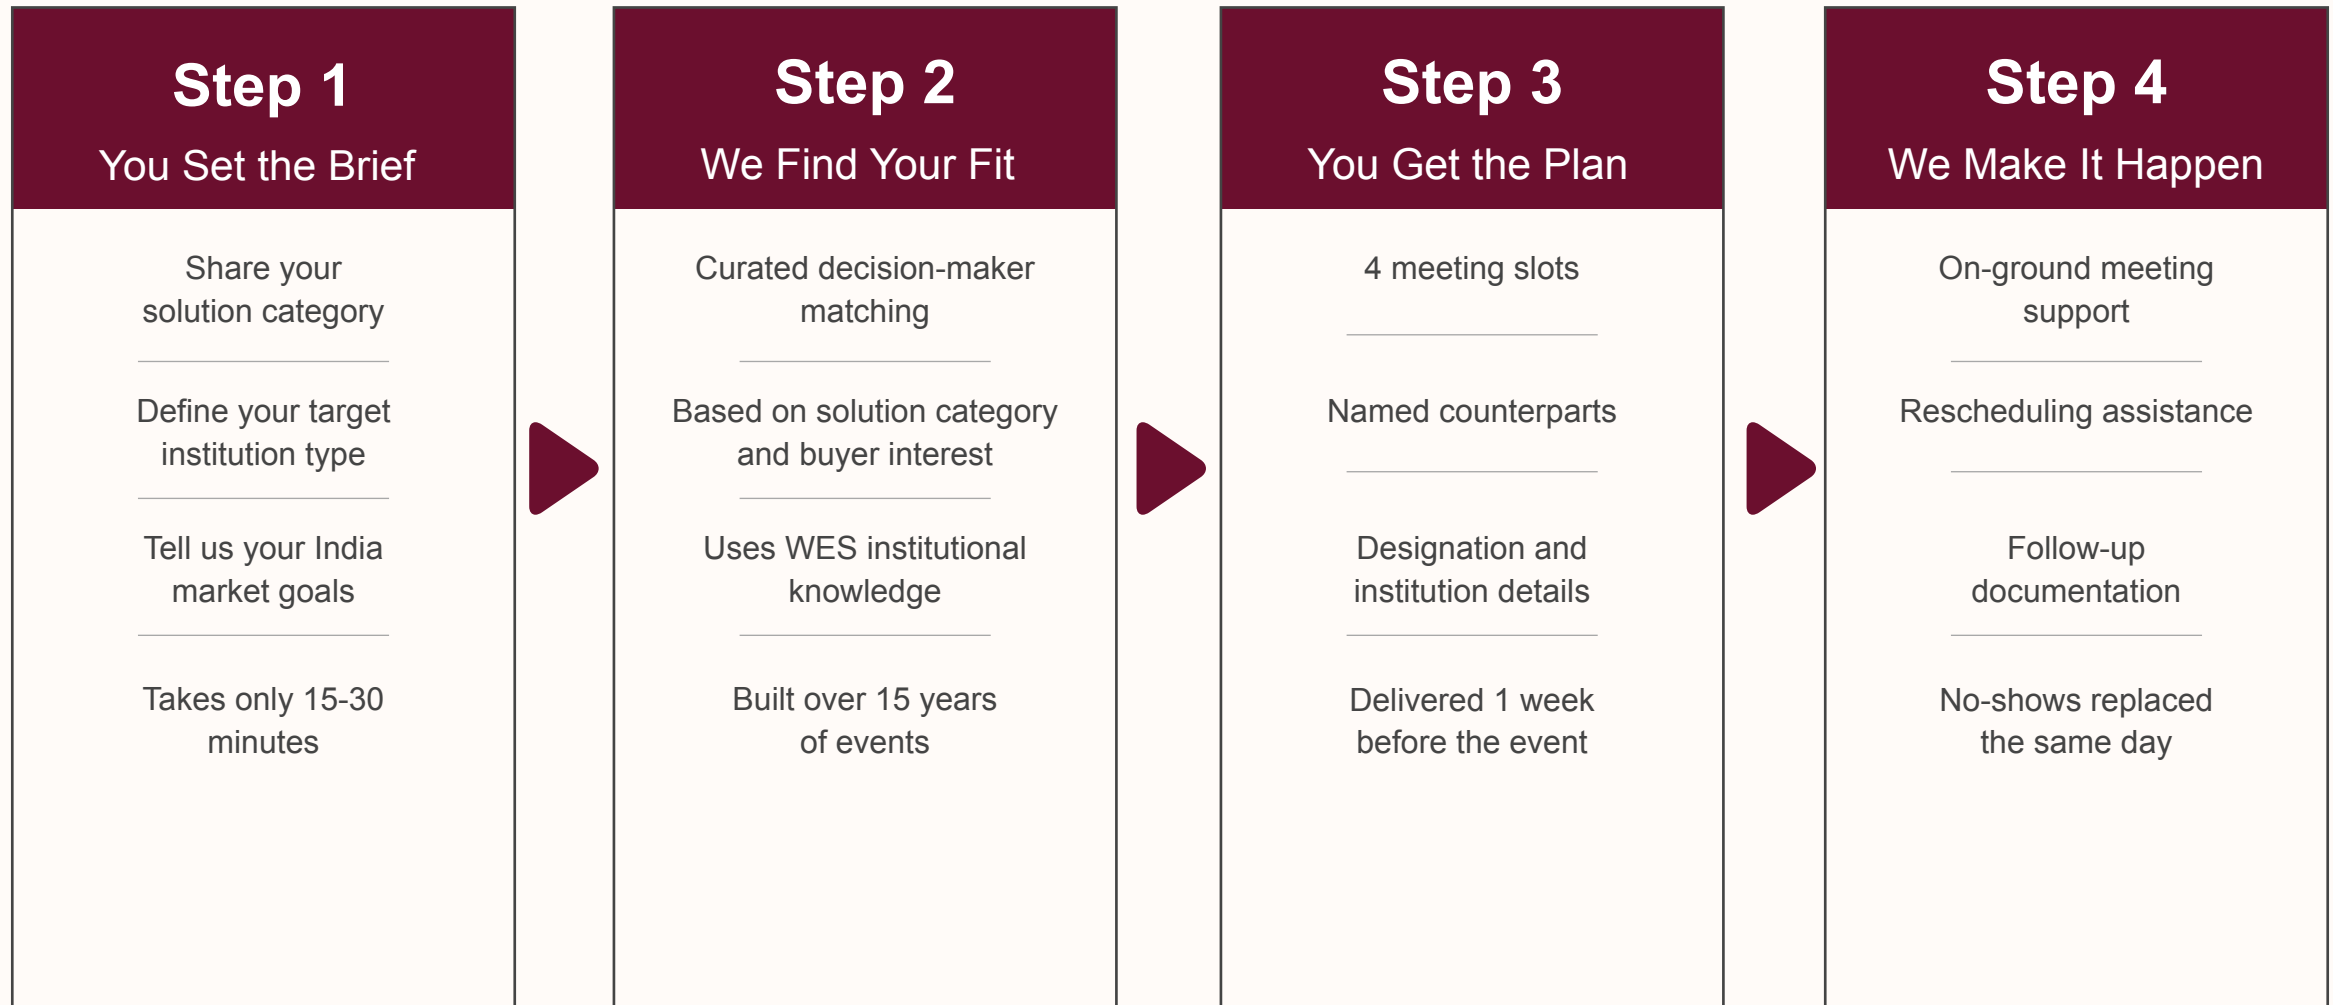 Step 1
You Set the Brief
Share your
solution category
Define your target
institution type
Tell us your India
market goals
Takes only 15-30
minutes
Step 2
We Find Your Fit
Curated decision-maker
matching
Based on solution category
and buyer interest
Uses WES institutional
knowledge
Built over 15 years
of events
Step 3
You Get the Plan
4 meeting slots
Named counterparts
Designation and
institution details
Delivered 1 week
before the event
Step 4
We Make It Happen
On-ground meeting
support
Rescheduling assistance
Follow-up
documentation
No-shows replaced
the same day